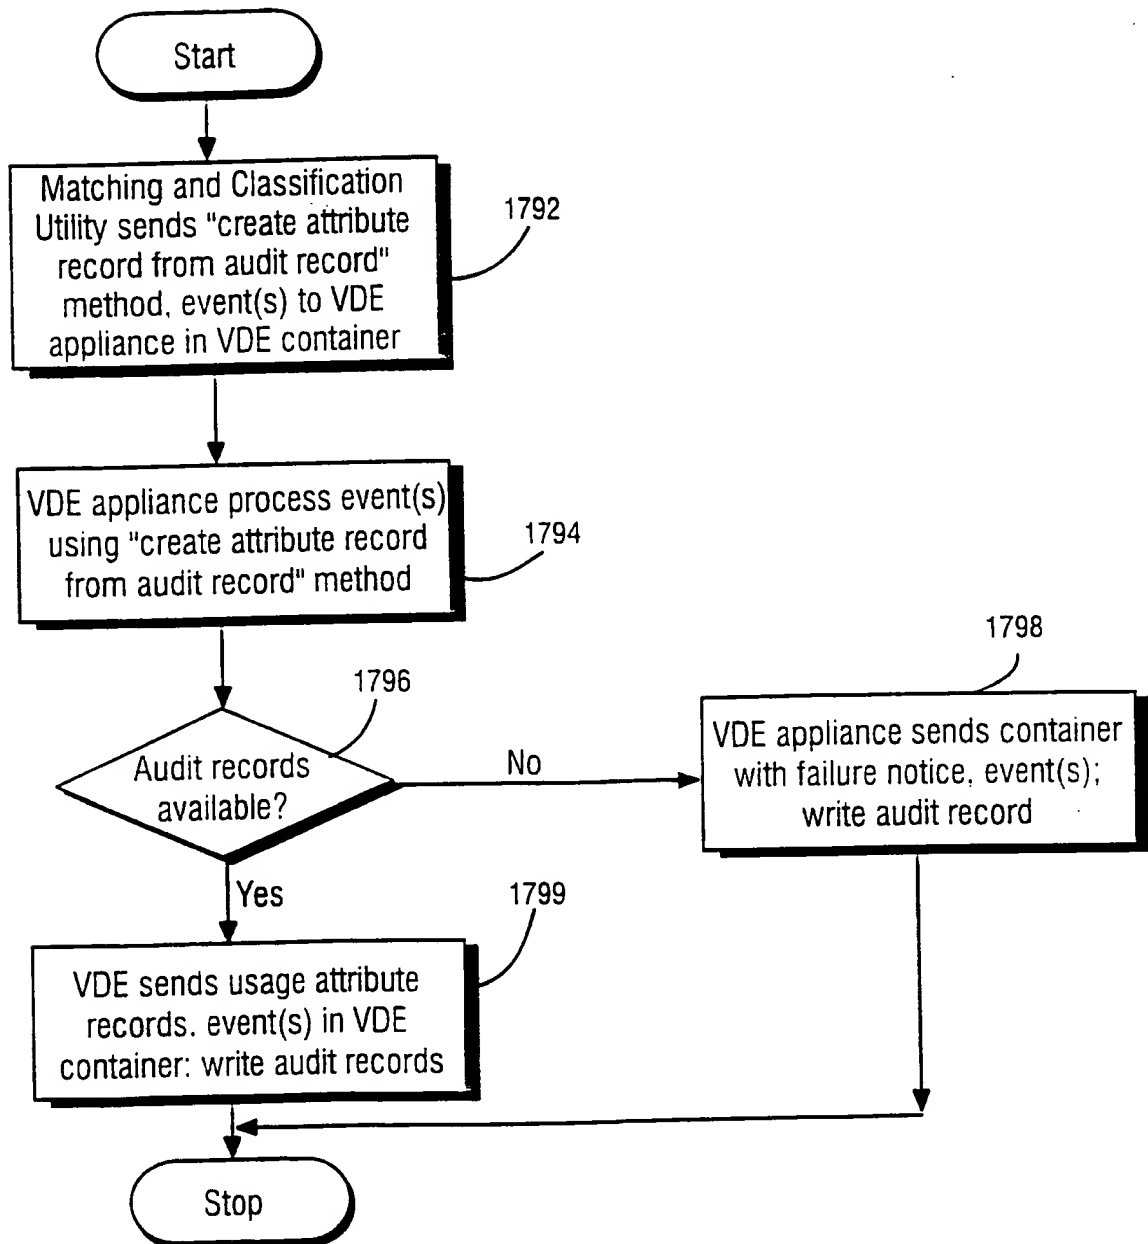 Start
Matching and Classification
Utility sends "create attribute
record from audit record"
method, event(s) to VDE
appliance in VDE container
1792
VDE appliance process event(s)
using "create attribute record
from audit record" method
1794
1796
Audit records
available?
No
Yes
1798
VDE appliance sends container
with failure notice, event(s);
write audit record
1799
VDE sends usage attribute
records. event(s) in VDE
container: write audit records
Stop